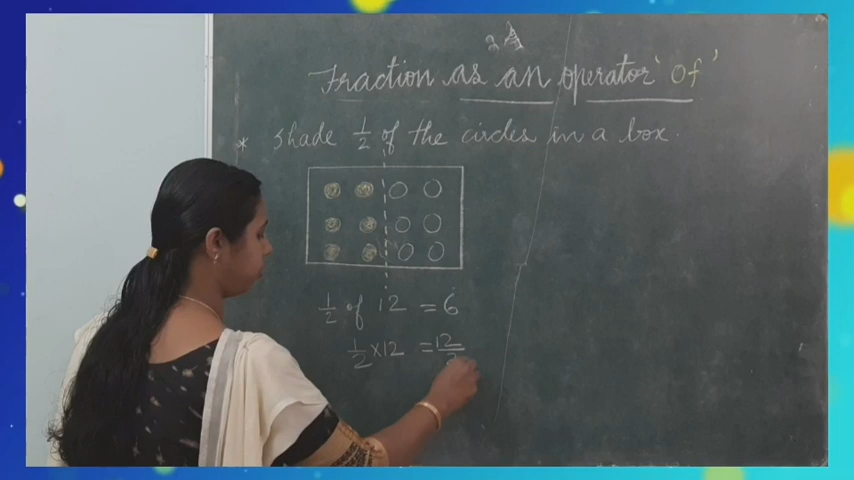 Fraction as an operator 'of'
* Shade 1/2 of the circles in a box.
1/2 of 12 = 6
1/2 × 12 = 12/2